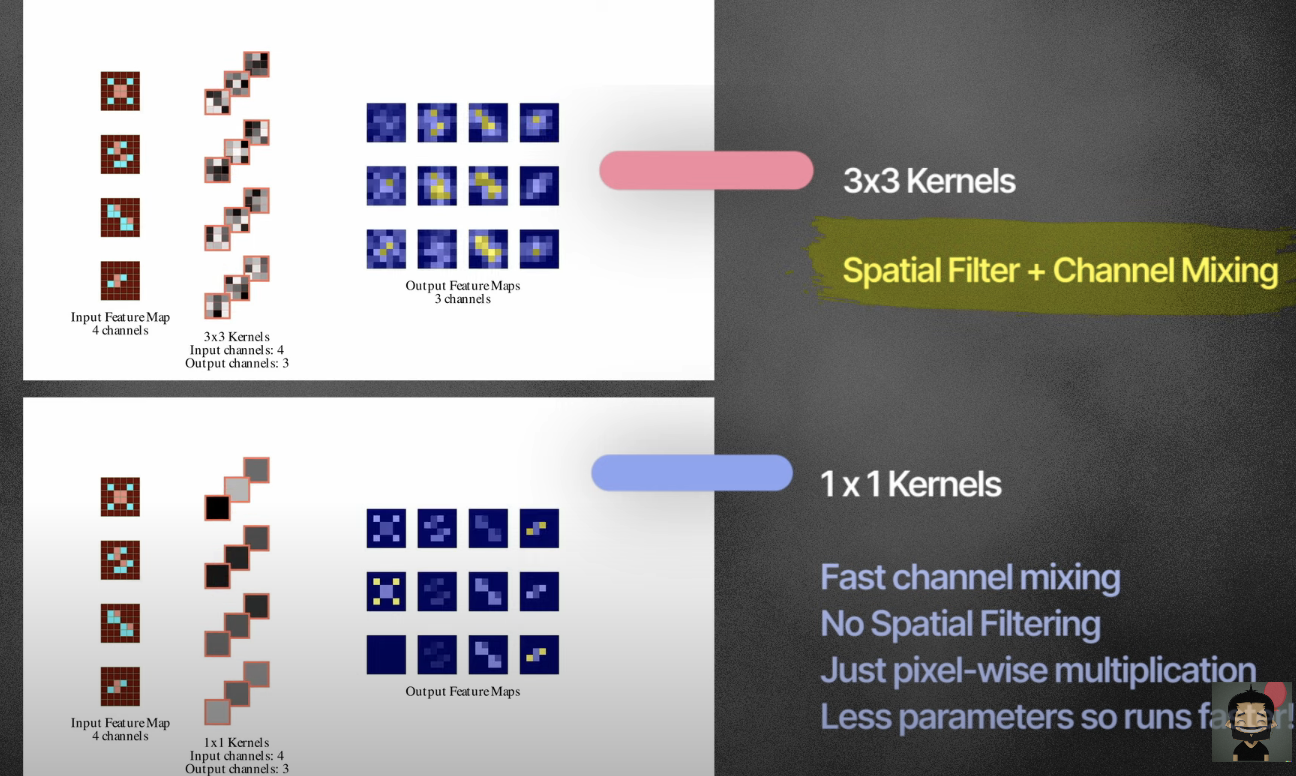 Input Feature Map
4 channels
3x3 Kernels
Input channels: 4
Output channels: 3
Output Feature Maps
3 channels
3x3 Kernels
Spatial Filter + Channel Mixing
Input Feature Map
4 channels
1x1 Kernels
Input channels: 4
Output channels: 3
Output Feature Maps
1 x 1 Kernels
Fast channel mixing
No Spatial Filtering
Just pixel-wise multiplication
Less parameters so runs